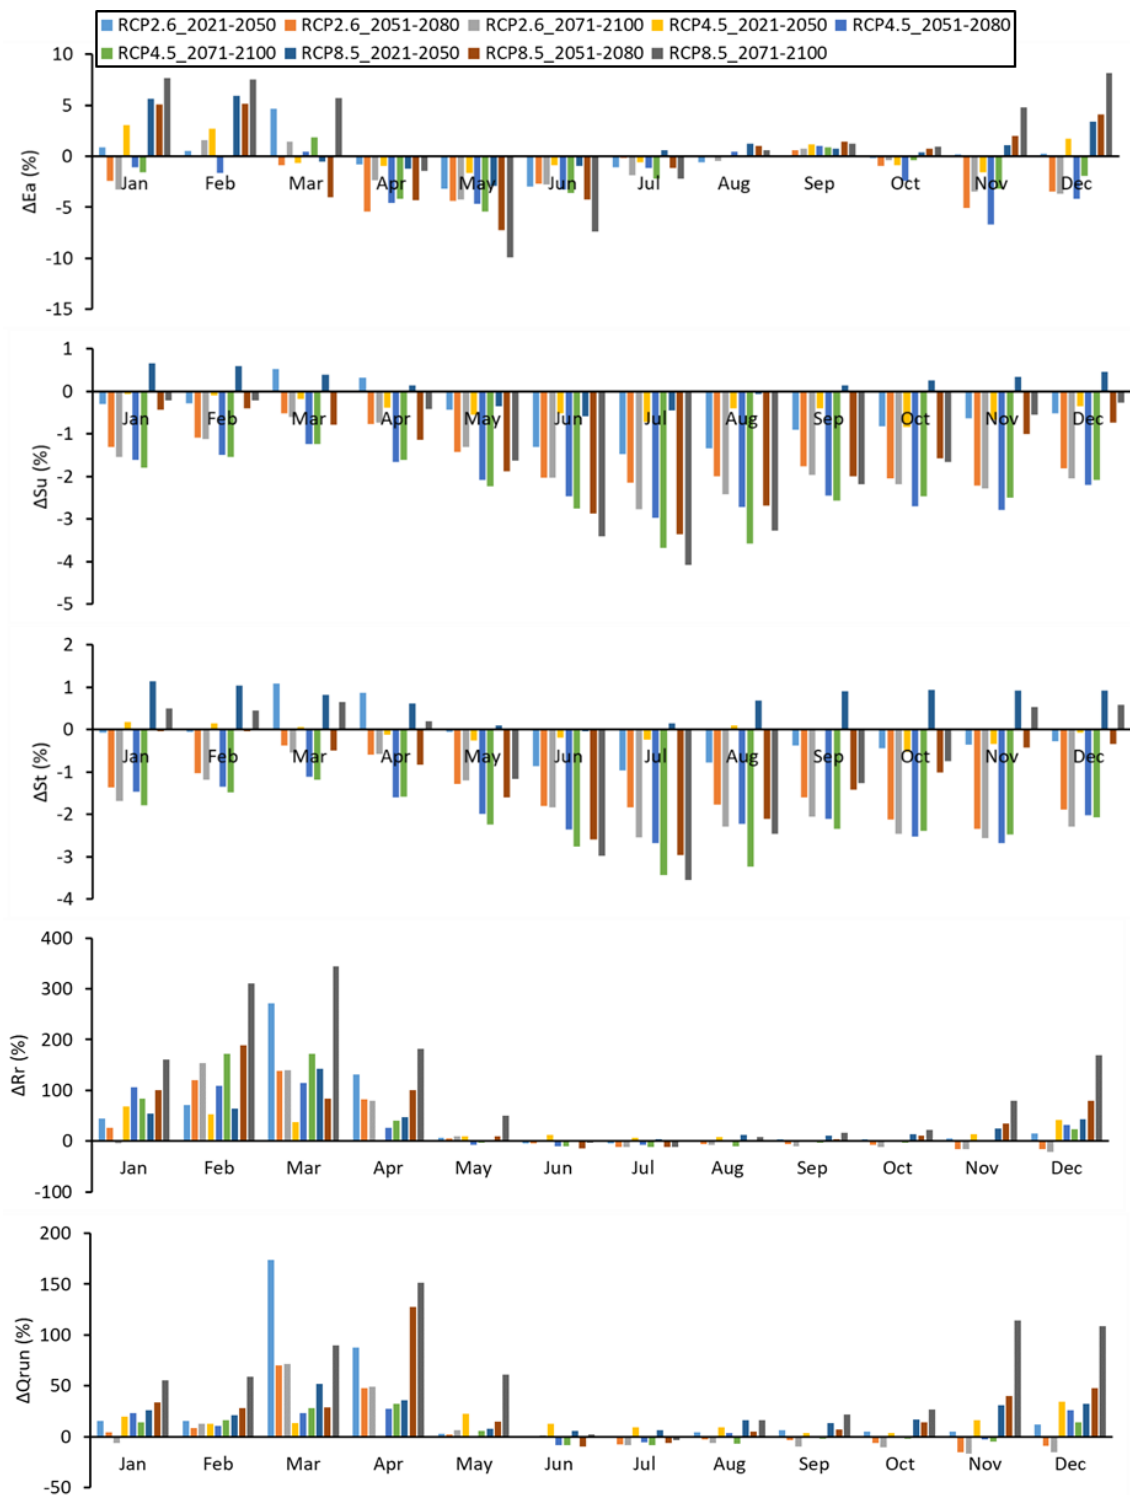 RCP2.6_2021-2050 RCP2.6_2051-2080 RCP2.6_2071-2100 RCP4.5_2021-2050 RCP4.5_2051-2080
RCP4.5_2071-2100 RCP8.5_2021-2050 RCP8.5_2051-2080 RCP8.5_2071-2100
ΔEa (%)
10
5
0
-5
-10
-15
Jan Feb Mar Apr May Jun Jul Aug Sep Oct Nov Dec
ΔSu (%)
1
0
-1
-2
-3
-4
-5
Jan Feb Mar Apr May Jun Jul Aug Sep Oct Nov Dec
ΔSt (%)
2
1
0
-1
-2
-3
-4
Jan Feb Mar Apr May Jun Jul Aug Sep Oct Nov Dec
ΔRr (%)
400
300
200
100
0
-100
Jan Feb Mar Apr May Jun Jul Aug Sep Oct Nov Dec
ΔQrun (%)
200
150
100
50
0
-50
Jan Feb Mar Apr May Jun Jul Aug Sep Oct Nov Dec